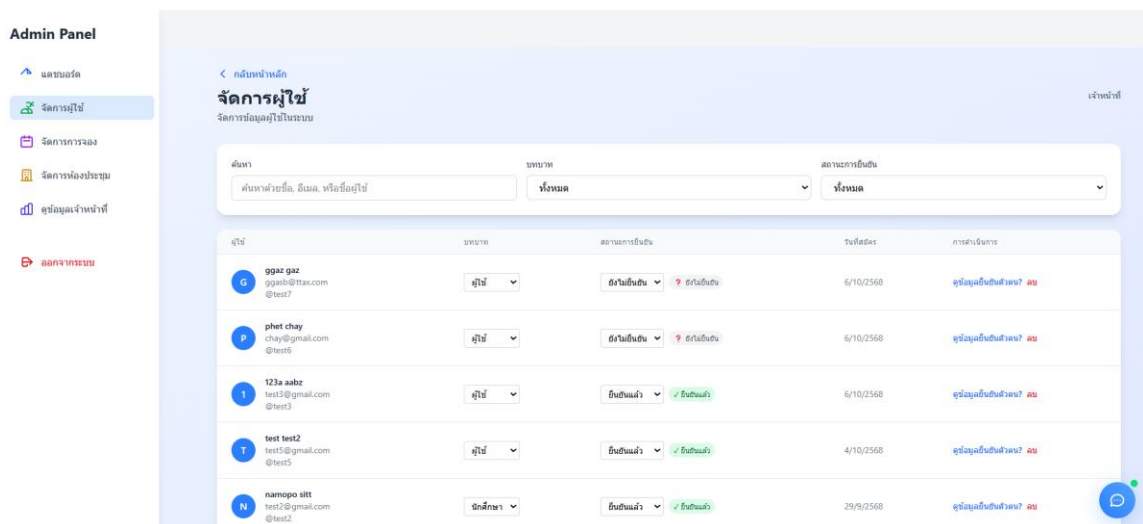 Admin Panel
แดชบอร์ด
จัดการผู้ใช้
จัดการการจอง
จัดการห้องประชุม
ดูข้อมูลเจ้าหน้าที่
ออกจากระบบ
กลับหน้าหลัก
จัดการผู้ใช้
เจ้าหน้าที่
จัดการข้อมูลผู้ใช้ในระบบ
ค้นหา บทบาท สถานะการยืนยัน
ค้นหาด้วยชื่อ, อีเมล, หรือชื่อผู้ใช้ ทั้งหมด ทั้งหมด
ผู้ใช้ บทบาท สถานะการยืนยัน วันที่สมัคร การดำเนินการ
ggaz gaz
G ggasb@ttax.com ผู้ใช้ ยังไม่ยืนยัน ? ยังไม่ยืนยัน 6/10/2568 ดูข้อมูลยืนยันตัวตน? ลบ
@test7
phet chay
P chay@gmail.com ผู้ใช้ ยังไม่ยืนยัน ? ยังไม่ยืนยัน 6/10/2568 ดูข้อมูลยืนยันตัวตน? ลบ
@test6
123a aabz
1 test3@gmail.com ผู้ใช้ ยืนยันแล้ว ✓ ยืนยันแล้ว 6/10/2568 ดูข้อมูลยืนยันตัวตน? ลบ
@test3
test test2
T test5@gmail.com ผู้ใช้ ยืนยันแล้ว ✓ ยืนยันแล้ว 4/10/2568 ดูข้อมูลยืนยันตัวตน? ลบ
@test5
namopo sitt
N test2@gmail.com นักศึกษา ยืนยันแล้ว ✓ ยืนยันแล้ว 29/9/2568 ดูข้อมูลยืนยันตัวตน? ลบ
@test2